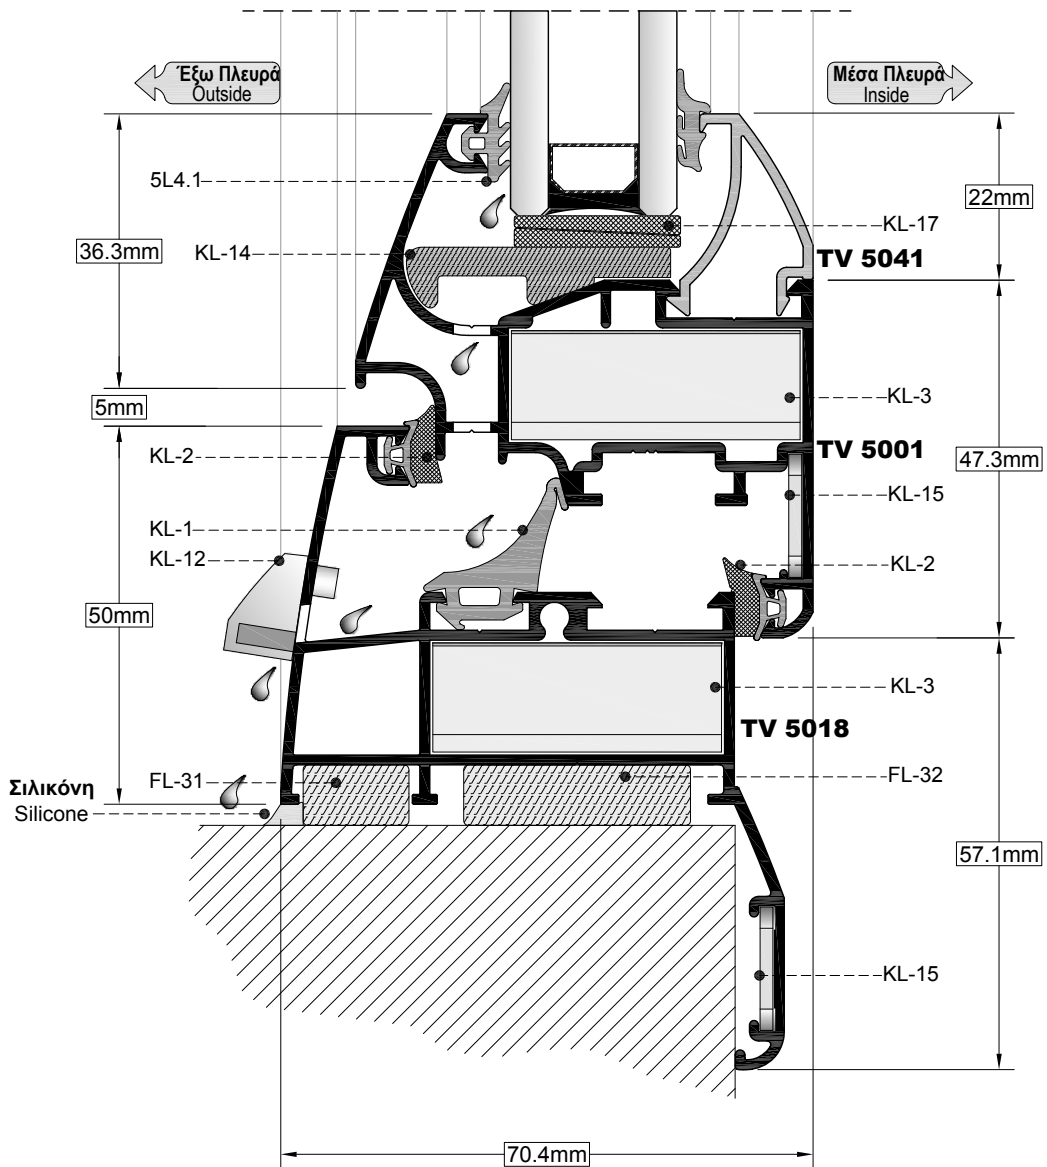 Έξω Πλευρά
Outside
Μέσα Πλευρά
Inside
5L4.1
22mm
KL-17
36.3mm
KL-14
TV 5041
KL-3
5mm
TV 5001
KL-2
47.3mm
KL-15
KL-1
KL-12
KL-2
50mm
KL-3
TV 5018
FL-31
FL-32
Σιλικόνη
Silicone
57.1mm
KL-15
70.4mm